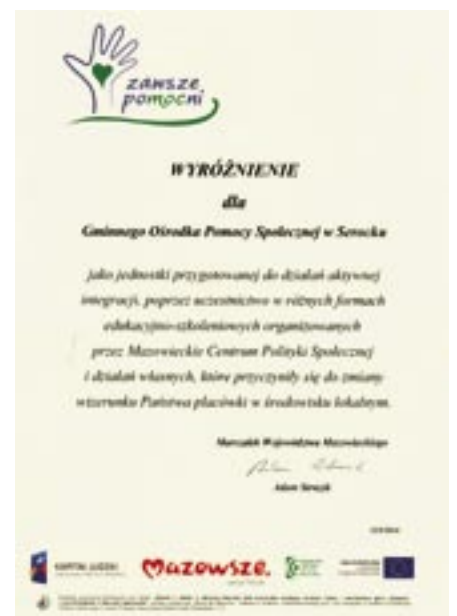 zawsze
pomocni
WYRÓŻNIENIE
dla
Gminnego Ośrodka Pomocy Społecznej w Serocku
jako jednostki przygotowanej do działań aktywnej
integracji, poprzez uczestnictwo w różnych formach
edukacyjno-szkoleniowych organizowanych
przez Mazowieckie Centrum Polityki Społecznej
i działań własnych, które przyczyniły się do zmiany
wizerunku Państwa placówki w środowisku lokalnym.
Marszałek Województwa Mazowieckiego
Adam Struzik
KAPITAŁ LUDZKI
Mazowsze.